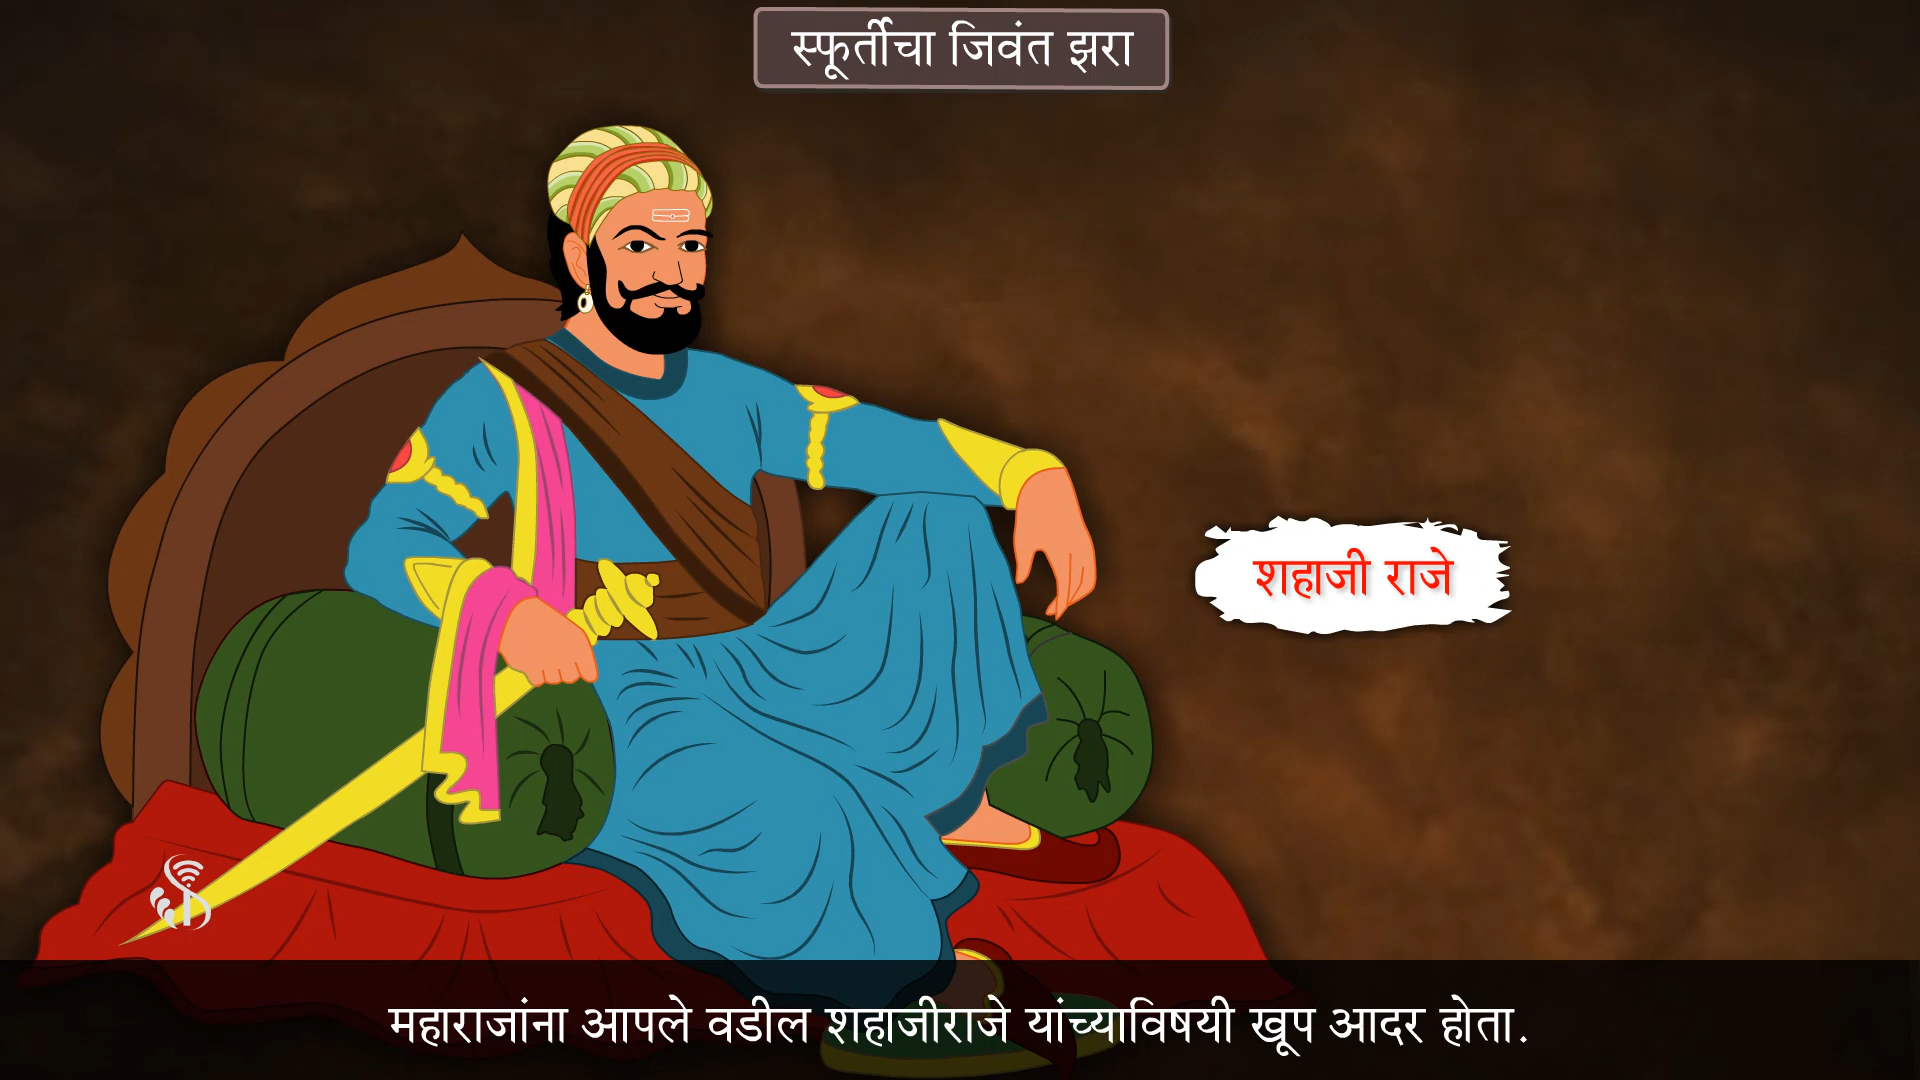 स्फूर्तीचा जिवंत झरा
शहाजी राजे
महाराजांना आपले वडील शहाजीराजे यांच्याविषयी खूप आदर होता.